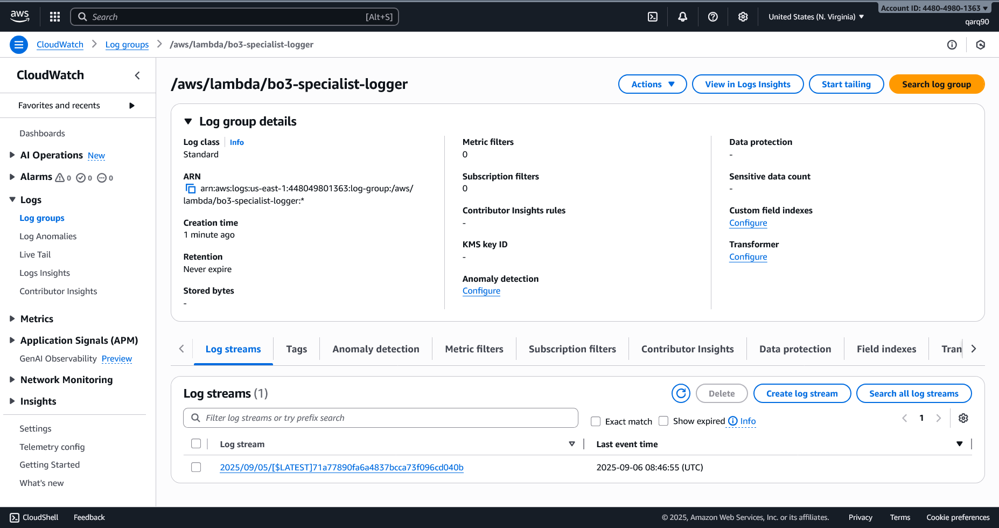 aws
Search [Alt+S]
United States (N. Virginia)
Account ID: 4480-4980-1363
qarq90
CloudWatch
Log groups
/aws/lambda/bo3-specialist-logger
CloudWatch
Favorites and recents
Dashboards
AI Operations New
Alarms 0 0 0
Logs
Log groups
Log Anomalies
Live Tail
Logs Insights
Contributor Insights
Metrics
Application Signals (APM)
GenAI Observability Preview
Network Monitoring
Insights
Settings
Telemetry config
Getting Started
What's new
/aws/lambda/bo3-specialist-logger
Actions
View in Logs Insights
Start tailing
Search log group
Log group details
Log class Info
Standard
ARN
arn:aws:logs:us-east-1:448049801363:log-group:/aws/
lambda/bo3-specialist-logger:*
Creation time
1 minute ago
Retention
Never expire
Stored bytes
-
Metric filters
0
Subscription filters
0
Contributor Insights rules
-
KMS key ID
-
Anomaly detection
Configure
Data protection
-
Sensitive data count
-
Custom field indexes
Configure
Transformer
Configure
Log streams
Tags
Anomaly detection
Metric filters
Subscription filters
Contributor Insights
Data protection
Field indexes
Tran
Log streams (1)
Delete
Create log stream
Search all log streams
Filter log streams or try prefix search
Exact match
Show expired Info
1
Log stream
Last event time
2025/09/05/[$LATEST]71a77890fa6a4837bcca73f096cd040b
2025-09-06 08:46:55 (UTC)
CloudShell
Feedback
© 2025, Amazon Web Services, Inc. or its affiliates.
Privacy
Terms
Cookie preferences